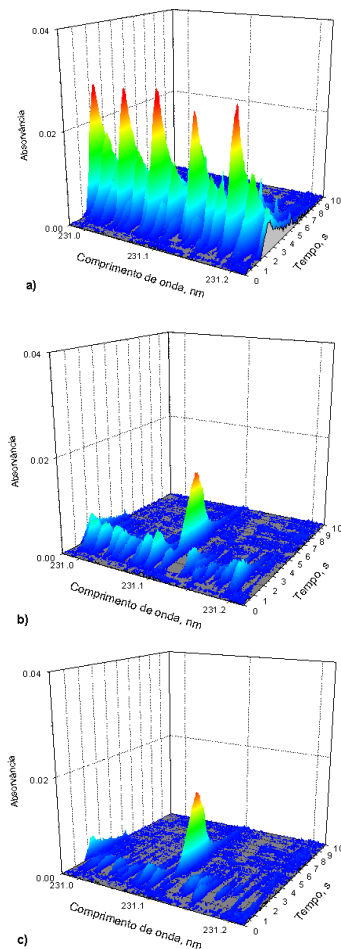 0.04
0.02
0.00
Absorvância
231.0
231.1
231.2
Comprimento de onda, nm
0 1 2 3 4 5 6 7 8 9 10
Tempo, s
a)
0.04
0.02
0.00
Absorvância
231.0
231.1
231.2
Comprimento de onda, nm
0 1 2 3 4 5 6 7 8 9 10
Tempo, s
b)
0.04
0.02
0.00
Absorvância
231.0
231.1
231.2
Comprimento de onda, nm
0 1 2 3 4 5 6 7 8 9 10
Tempo, s
c)